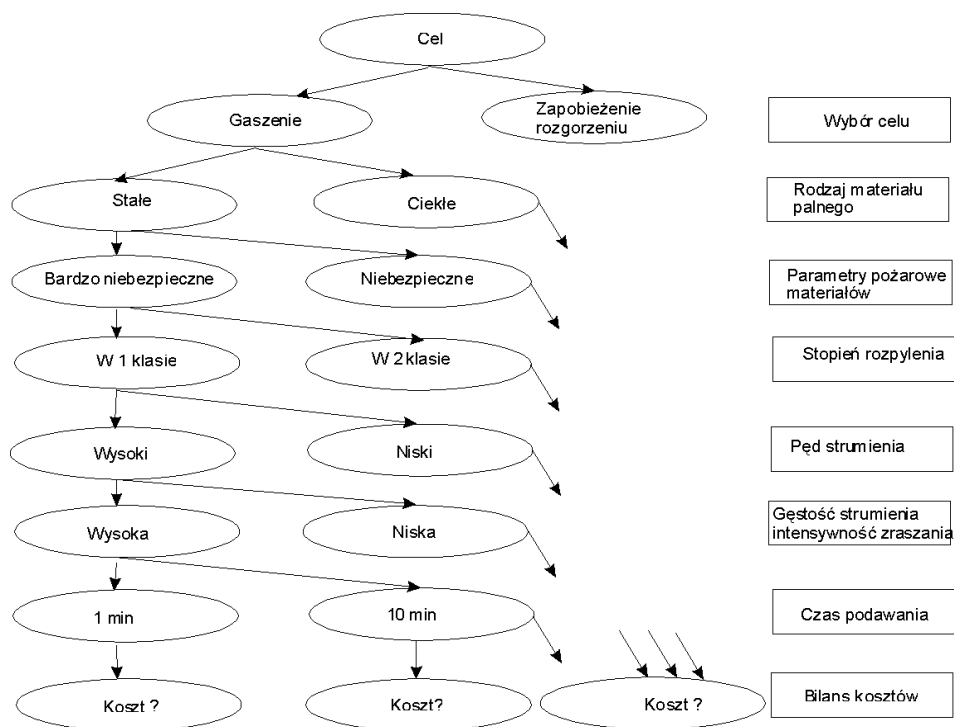 Cel
Gaszenie
Zapobieżenie
rozgorzeniu
Wybór celu
Stałe
Ciekłe
Rodzaj materiału
palnego
Bardzo niebezpieczne
Niebezpieczne
Parametry pożarowe
materiałów
W 1 klasie
W 2 klasie
Stopień rozpylenia
Wysoki
Niski
Pęd strumienia
Wysoka
Niska
Gęstość strumienia
intensywność zraszania
1 min
10 min
Czas podawania
Koszt ?
Koszt?
Koszt ?
Bilans kosztów